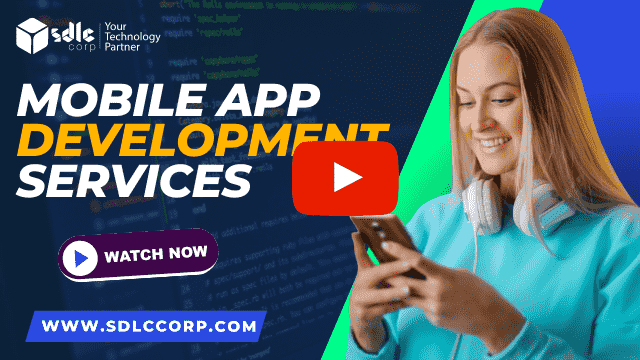 sdlc
corp
Your
Technology
Partner
MOBILE APP
DEVELOPMENT
SERVICES
WATCH NOW
WWW.SDLCCORP.COM